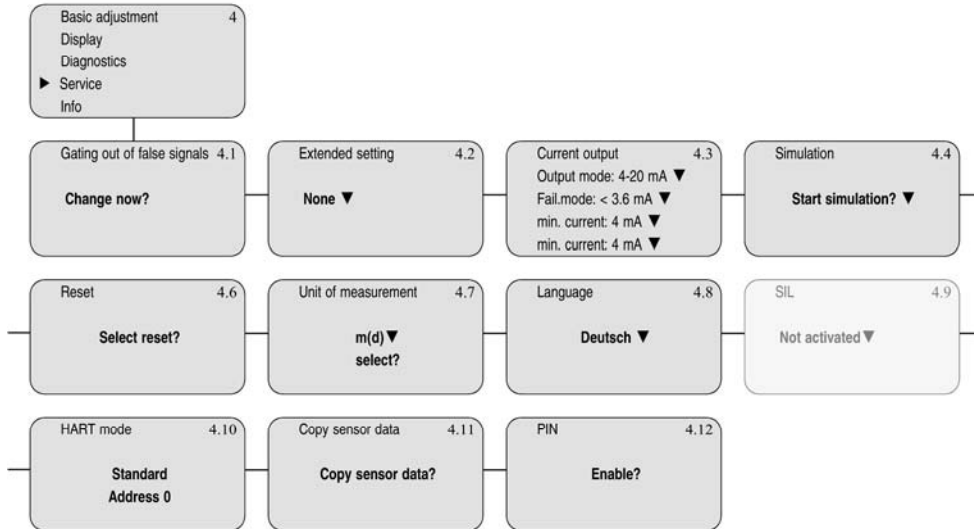 Basic adjustment 4
Display
Diagnostics
▶ Service
Info
Gating out of false signals 4.1
Change now?
Extended setting 4.2
None ▼
Current output 4.3
Output mode: 4-20 mA ▼
Fail.mode: < 3.6 mA ▼
min. current: 4 mA ▼
min. current: 4 mA ▼
Simulation 4.4
Start simulation? ▼
Reset 4.6
Select reset?
Unit of measurement 4.7
m(d) ▼
select?
Language 4.8
Deutsch ▼
SIL 4.9
Not activated ▼
HART mode 4.10
Standard
Address 0
Copy sensor data 4.11
Copy sensor data?
PIN 4.12
Enable?